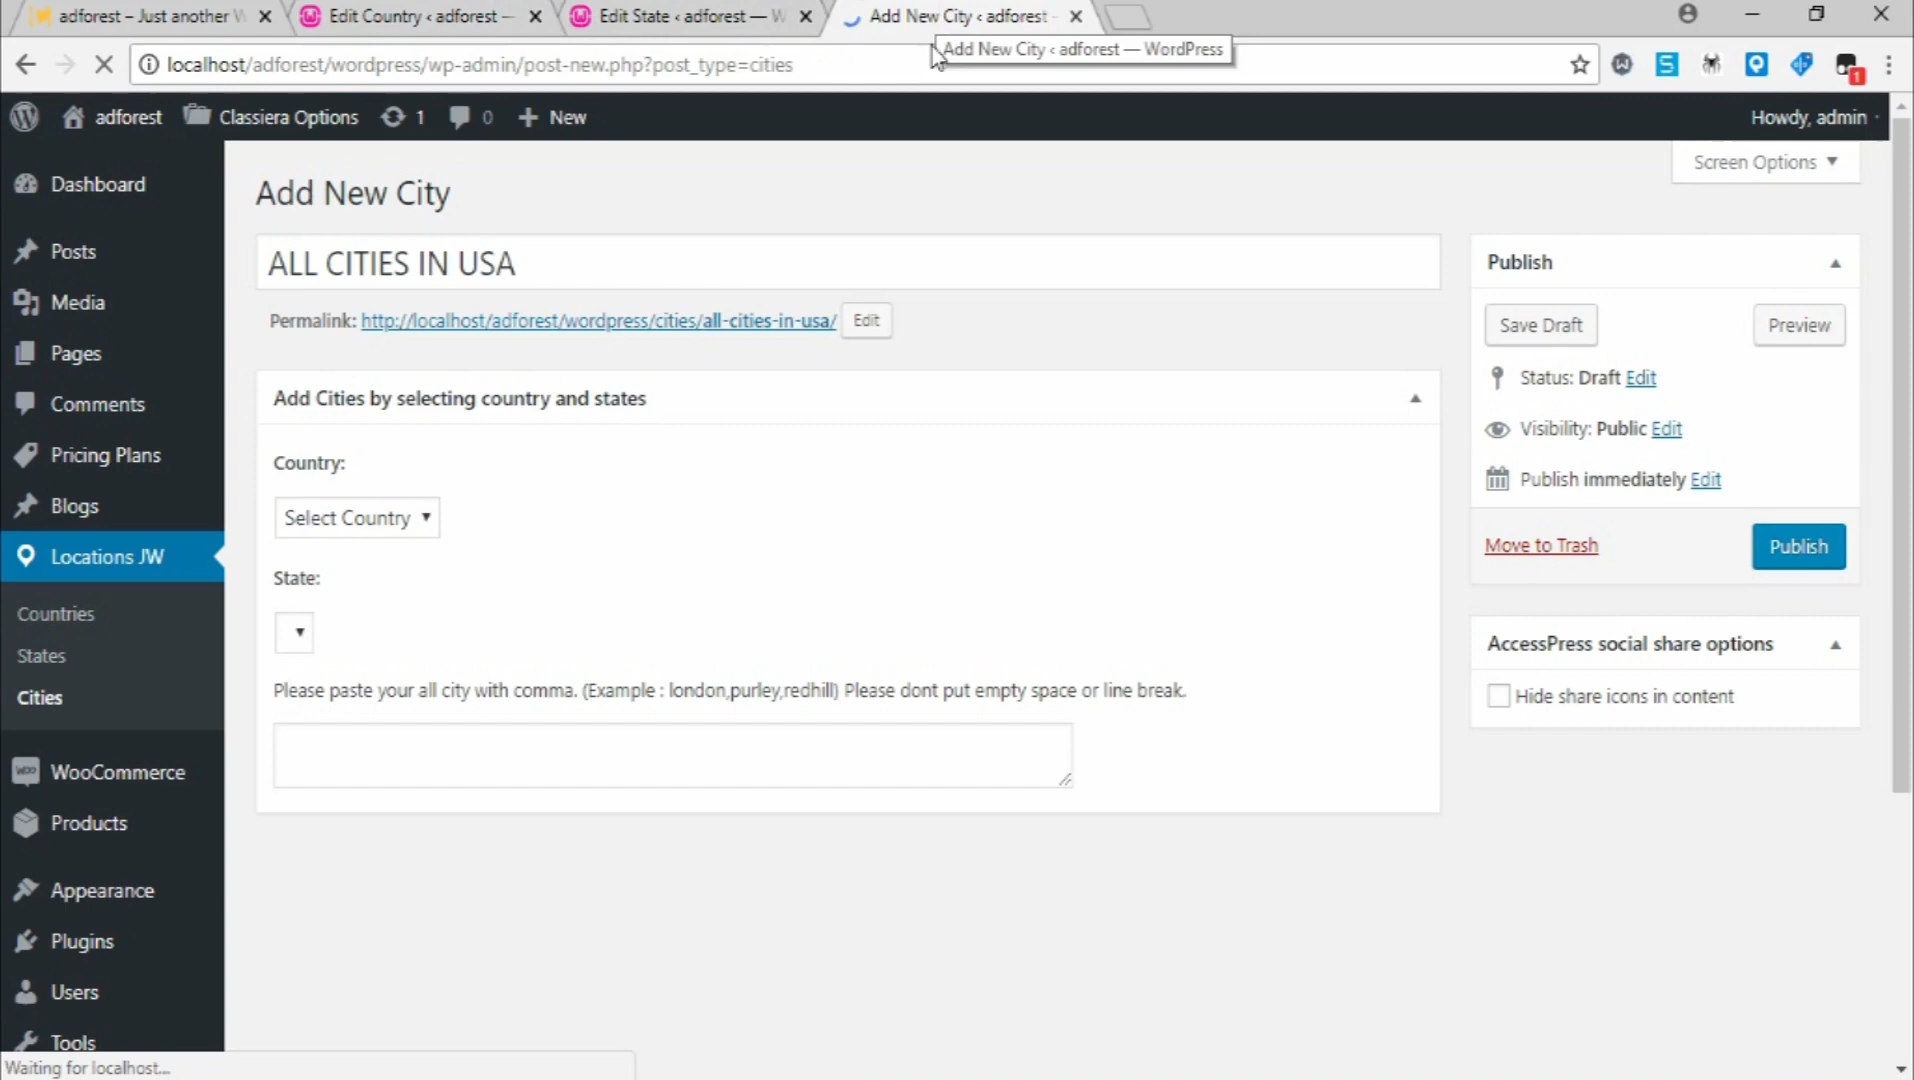 adforest – Just another W
Edit Country ‹ adforest —
Edit State ‹ adforest — W
Add New City ‹ adforest -
Add New City ‹ adforest — WordPress
localhost/adforest/wordpress/wp-admin/post-new.php?post_type=cities
1
adforest
Classiera Options
1
0
New
Howdy, admin
Screen Options
Dashboard
Posts
Media
Pages
Comments
Pricing Plans
Blogs
Locations JW
Countries
States
Cities
WooCommerce
Products
Appearance
Plugins
Users
Tools
Add New City
ALL CITIES IN USA
Permalink: http://localhost/adforest/wordpress/cities/all-cities-in-usa/ Edit
Add Cities by selecting country and states
Country:
Select Country
State:
Please paste your all city with comma. (Example : london,purley,redhill) Please dont put empty space or line break.
Publish
Save Draft
Preview
Status: Draft Edit
Visibility: Public Edit
Publish immediately Edit
Move to Trash
Publish
AccessPress social share options
Hide share icons in content
Waiting for localhost...